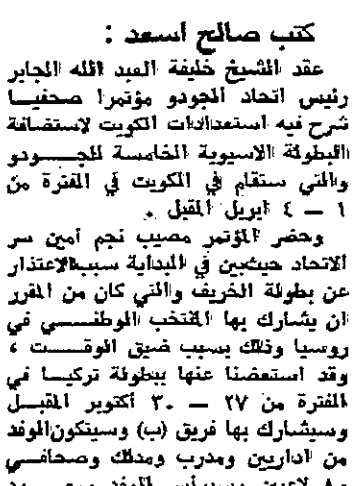 كتب صالح اسعد :
عقد الشيخ خليفة العبد الله الجابر
رئيس اتحاد الجودو مؤتمرا صحفيا
شرح فيه استعدادات الكويت لاستضافة
البطولة الاسيوية الخامسة للجودو
والتي ستقام في الكويت في الفترة من
١ — ٤ ابريل المقبل .
وحضر المؤتمر مصيب نجم أمين سر
الاتحاد حيث بين في البداية سبب الاعتذار
عن بطولة الخريف والتي كان من المقرر
ان يشارك بها المنتخب الوطني في
روسيا وذلك بسبب ضيق الوقت ،
وقد استعضنا عنها ببطولة تركيا في
الفترة من ٢٧ — ٣٠ أكتوبر المقبل
وسيشارك بها فريق (ب) وسيتكون الوفد
من اداريين ومدرب ومدلك وصحافي